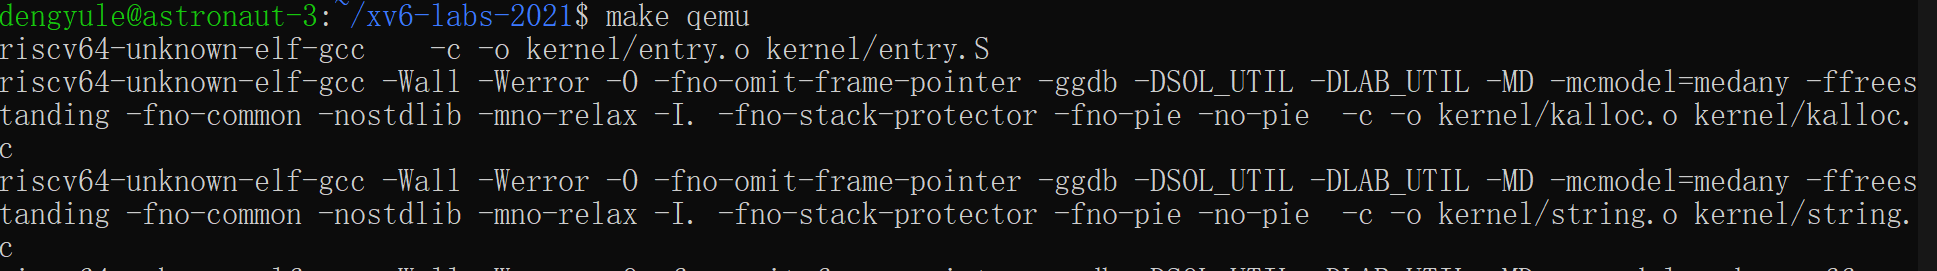 dengyule@astronaut-3:~/xv6-labs-2021$ make qemu
riscv64-unknown-elf-gcc    -c -o kernel/entry.o kernel/entry.S
riscv64-unknown-elf-gcc -Wall -Werror -O -fno-omit-frame-pointer -ggdb -DSOL_UTIL -DLAB_UTIL -MD -mcmodel=medany -ffrees
tanding -fno-common -nostdlib -mno-relax -I. -fno-stack-protector -fno-pie -no-pie  -c -o kernel/kalloc.o kernel/kalloc.
c
riscv64-unknown-elf-gcc -Wall -Werror -O -fno-omit-frame-pointer -ggdb -DSOL_UTIL -DLAB_UTIL -MD -mcmodel=medany -ffrees
tanding -fno-common -nostdlib -mno-relax -I. -fno-stack-protector -fno-pie -no-pie  -c -o kernel/string.o kernel/string.
c